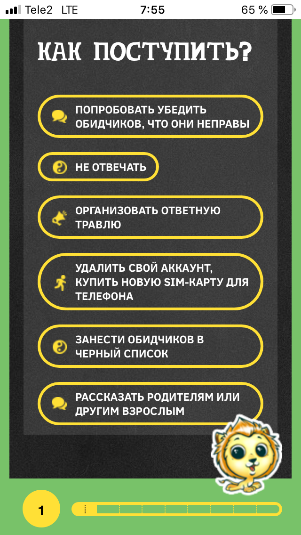 Tele2 LTE 7:55 65 %
КАК ПОСТУПИТЬ?
ПОПРОБОВАТЬ УБЕДИТЬ
ОБИДЧИКОВ, ЧТО ОНИ НЕПРАВЫ
НЕ ОТВЕЧАТЬ
ОРГАНИЗОВАТЬ ОТВЕТНУЮ
ТРАВЛЮ
УДАЛИТЬ СВОЙ АККАУНТ,
КУПИТЬ НОВУЮ SIM-КАРТУ ДЛЯ
ТЕЛЕФОНА
ЗАНЕСТИ ОБИДЧИКОВ В
ЧЕРНЫЙ СПИСОК
РАССКАЗАТЬ РОДИТЕЛЯМ ИЛИ
ДРУГИМ ВЗРОСЛЫМ
1